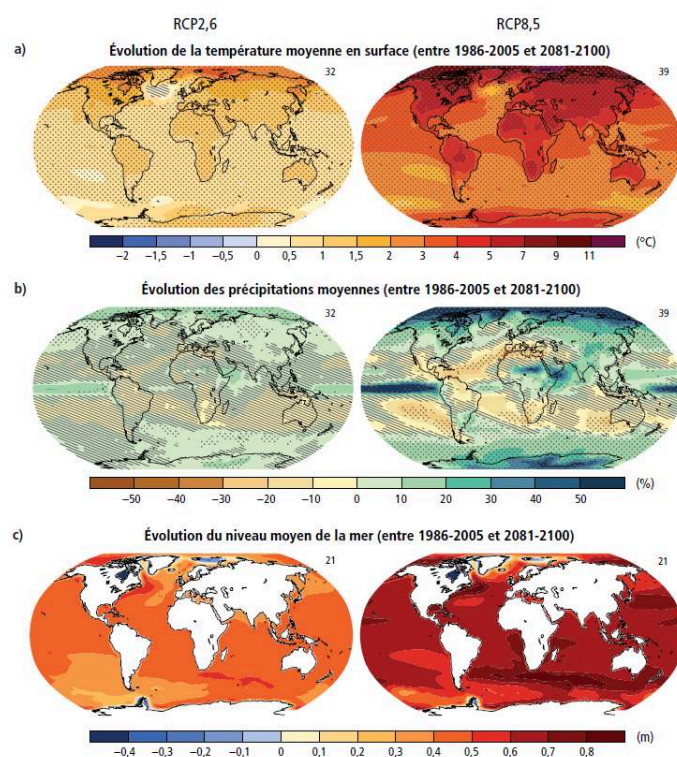 RCP2,6 RCP8,5
a) Évolution de la température moyenne en surface (entre 1986-2005 et 2081-2100)
32 39
−2 −1,5 −1 −0,5 0 0,5 1 1,5 2 3 4 5 7 9 11 (°C)
b) Évolution des précipitations moyennes (entre 1986-2005 et 2081-2100)
32 39
−50 −40 −30 −20 −10 0 10 20 30 40 50 (%)
c) Évolution du niveau moyen de la mer (entre 1986-2005 et 2081-2100)
21 21
−0,4 −0,3 −0,2 −0,1 0 0,1 0,2 0,3 0,4 0,5 0,6 0,7 0,8 (m)